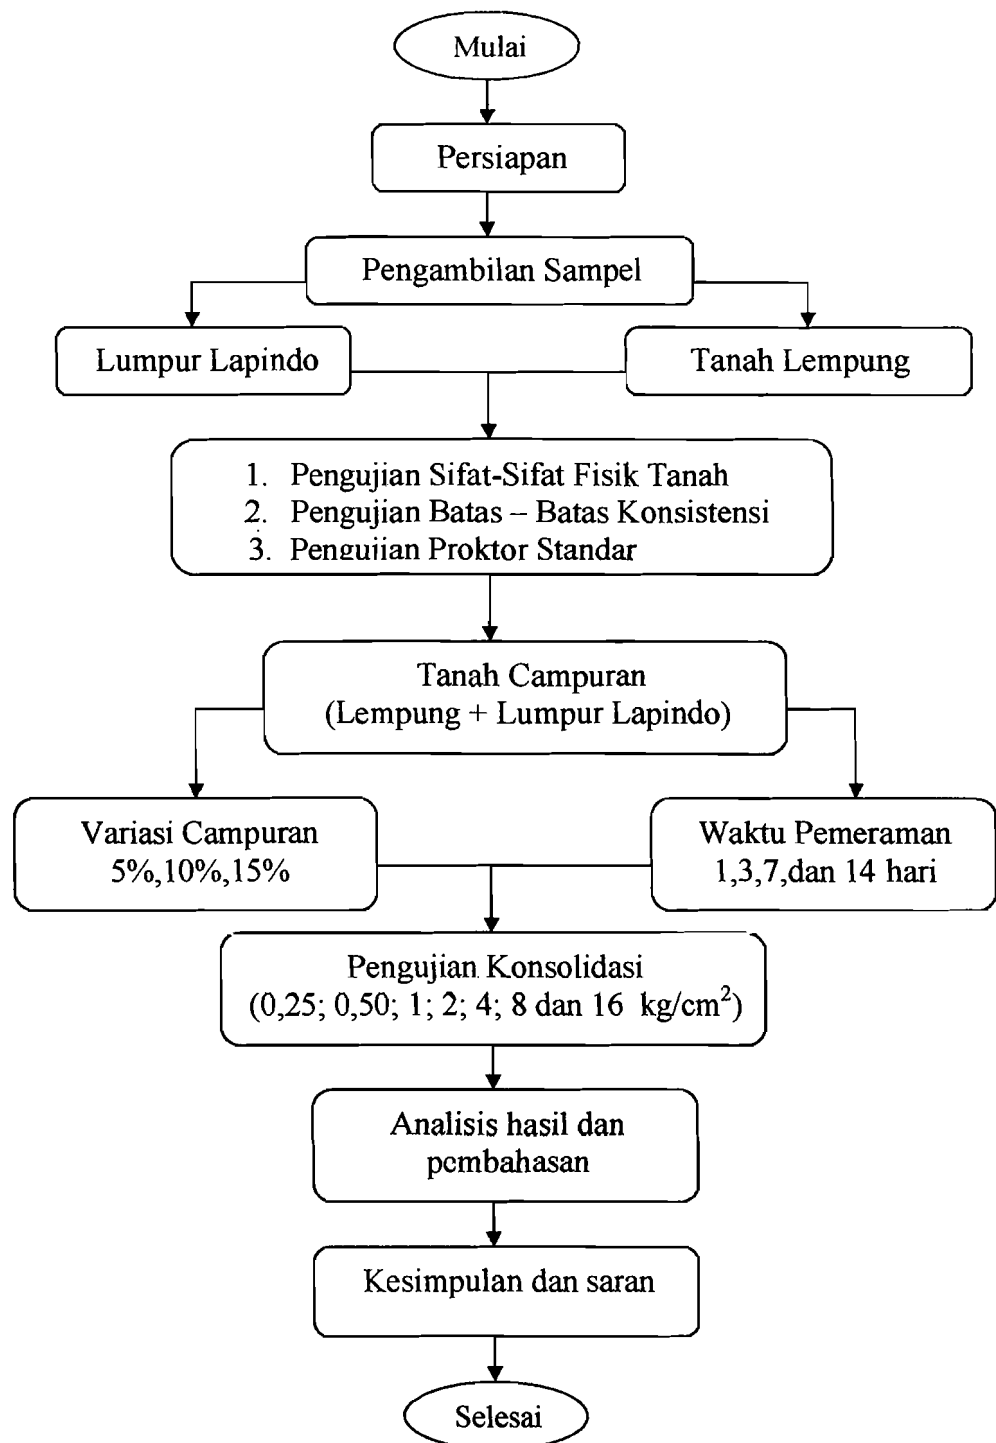 Mulai
Persiapan
Pengambilan Sampel
Lumpur Lapindo
Tanah Lempung
1. Pengujian Sifat-Sifat Fisik Tanah
2. Pengujian Batas – Batas Konsistensi
3. Pengujian Proktor Standar
Tanah Campuran
(Lempung + Lumpur Lapindo)
Variasi Campuran
5%,10%,15%
Waktu Pemeraman
1,3,7,dan 14 hari
Pengujian Konsolidasi
(0,25; 0,50; 1; 2; 4; 8 dan 16 kg/cm²)
Analisis hasil dan
pembahasan
Kesimpulan dan saran
Selesai